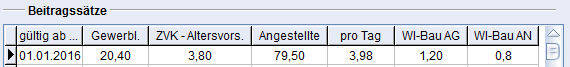 Beitragssätze
gültig ab ... Gewerbl. ZVK - Altersvors. Angestellte pro Tag WI-Bau AG WI-Bau AN
01.01.2016 20,40 3,80 79,50 3,98 1,20 0,8